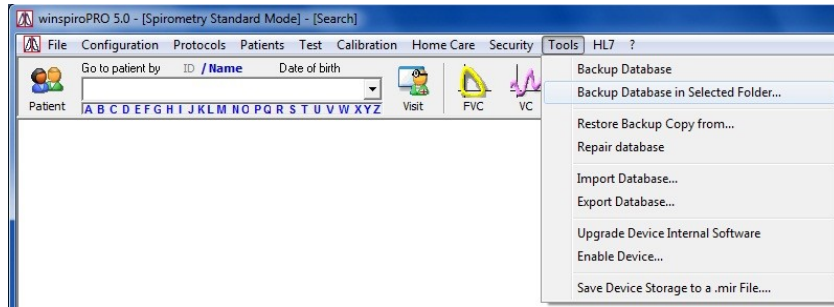 winspiroPRO 5.0 - [Spirometry Standard Mode] - [Search]
File Configuration Protocols Patients Test Calibration Home Care Security Tools HL7 ?
Go to patient by ID / Name Date of birth
Patient
A B C D E F G H I J K L M N O P Q R S T U V W X Y Z
Visit
FVC
VC
Backup Database
Backup Database in Selected Folder...
Restore Backup Copy from...
Repair database
Import Database...
Export Database...
Upgrade Device Internal Software
Enable Device...
Save Device Storage to a .mir File....